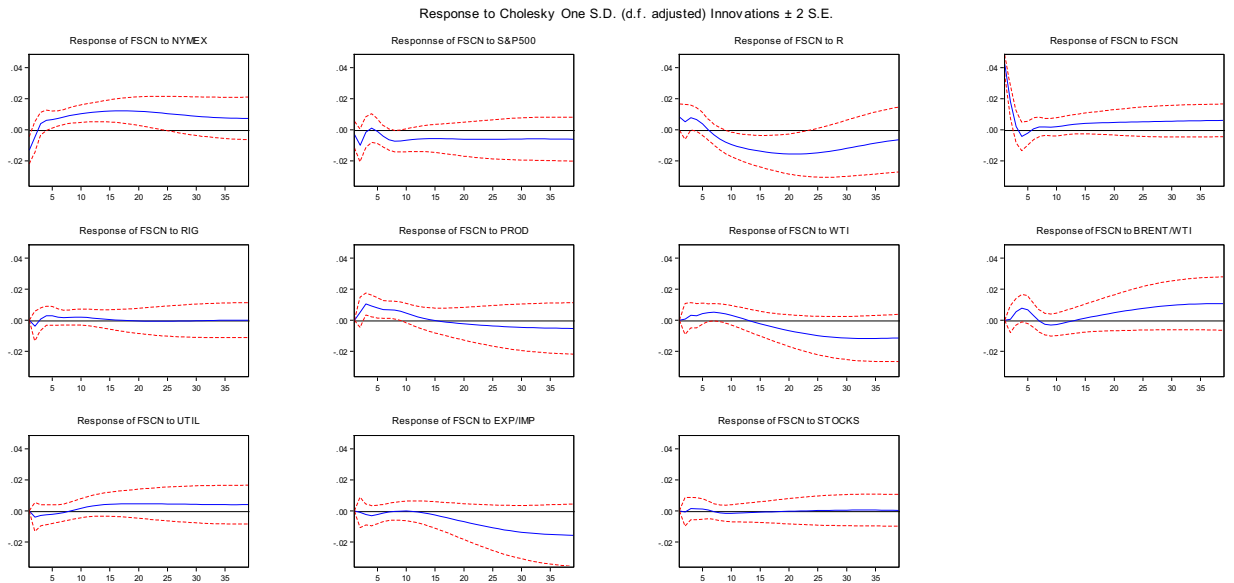 Response to Cholesky One S.D. (d.f. adjusted) Innovations ± 2 S.E.
Response of FSCN to NYMEX
.04
.02
.00
-.02
5 10 15 20 25 30 35
Responnse of FSCN to S&P500
.04
.02
.00
-.02
5 10 15 20 25 30 35
Response of FSCN to R
.04
.02
.00
-.02
5 10 15 20 25 30 35
Response of FSCN to FSCN
.04
.02
.00
-.02
5 10 15 20 25 30 35
Response of FSCN to RIG
.04
.02
.00
-.02
5 10 15 20 25 30 35
Response of FSCN to PROD
.04
.02
.00
-.02
5 10 15 20 25 30 35
Response of FSCN to WTI
.04
.02
.00
-.02
5 10 15 20 25 30 35
Response of FSCN to BRENT/WTI
.04
.02
.00
-.02
5 10 15 20 25 30 35
Response of FSCN to UTIL
.04
.02
.00
-.02
5 10 15 20 25 30 35
Response of FSCN to EXP/IMP
.04
.02
.00
-.02
5 10 15 20 25 30 35
Response of FSCN to STOCKS
.04
.02
.00
-.02
5 10 15 20 25 30 35